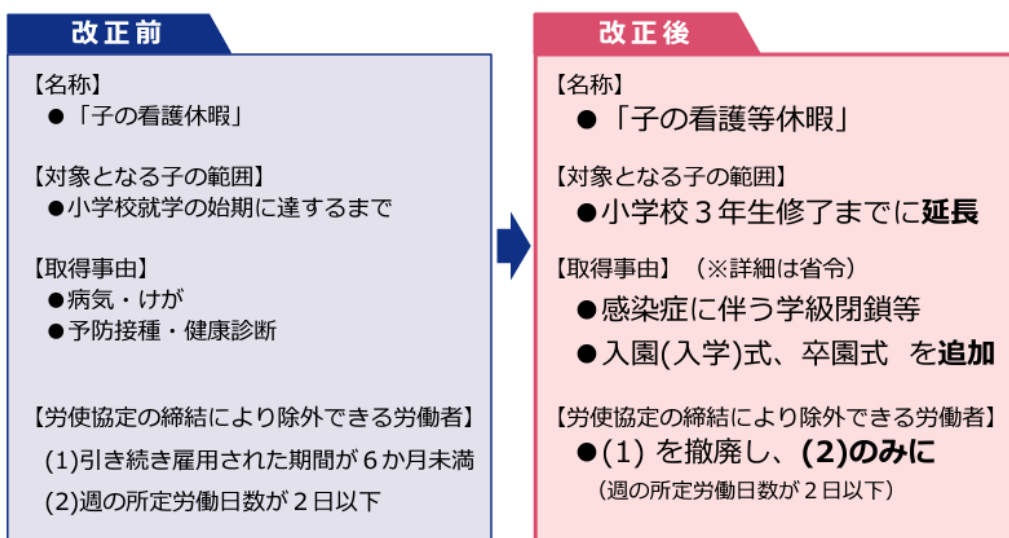 改正前
【名称】
●「子の看護休暇」
【対象となる子の範囲】
●小学校就学の始期に達するまで
【取得事由】
●病気・けが
●予防接種・健康診断
【労使協定の締結により除外できる労働者】
(1)引き続き雇用された期間が６か月未満
(2)週の所定労働日数が２日以下
改正後
【名称】
●「子の看護等休暇」
【対象となる子の範囲】
●小学校３年生修了までに延長
【取得事由】（※詳細は省令）
●感染症に伴う学級閉鎖等
●入園(入学)式、卒園式 を追加
【労使協定の締結により除外できる労働者】
●(1) を撤廃し、(2)のみに
（週の所定労働日数が２日以下）